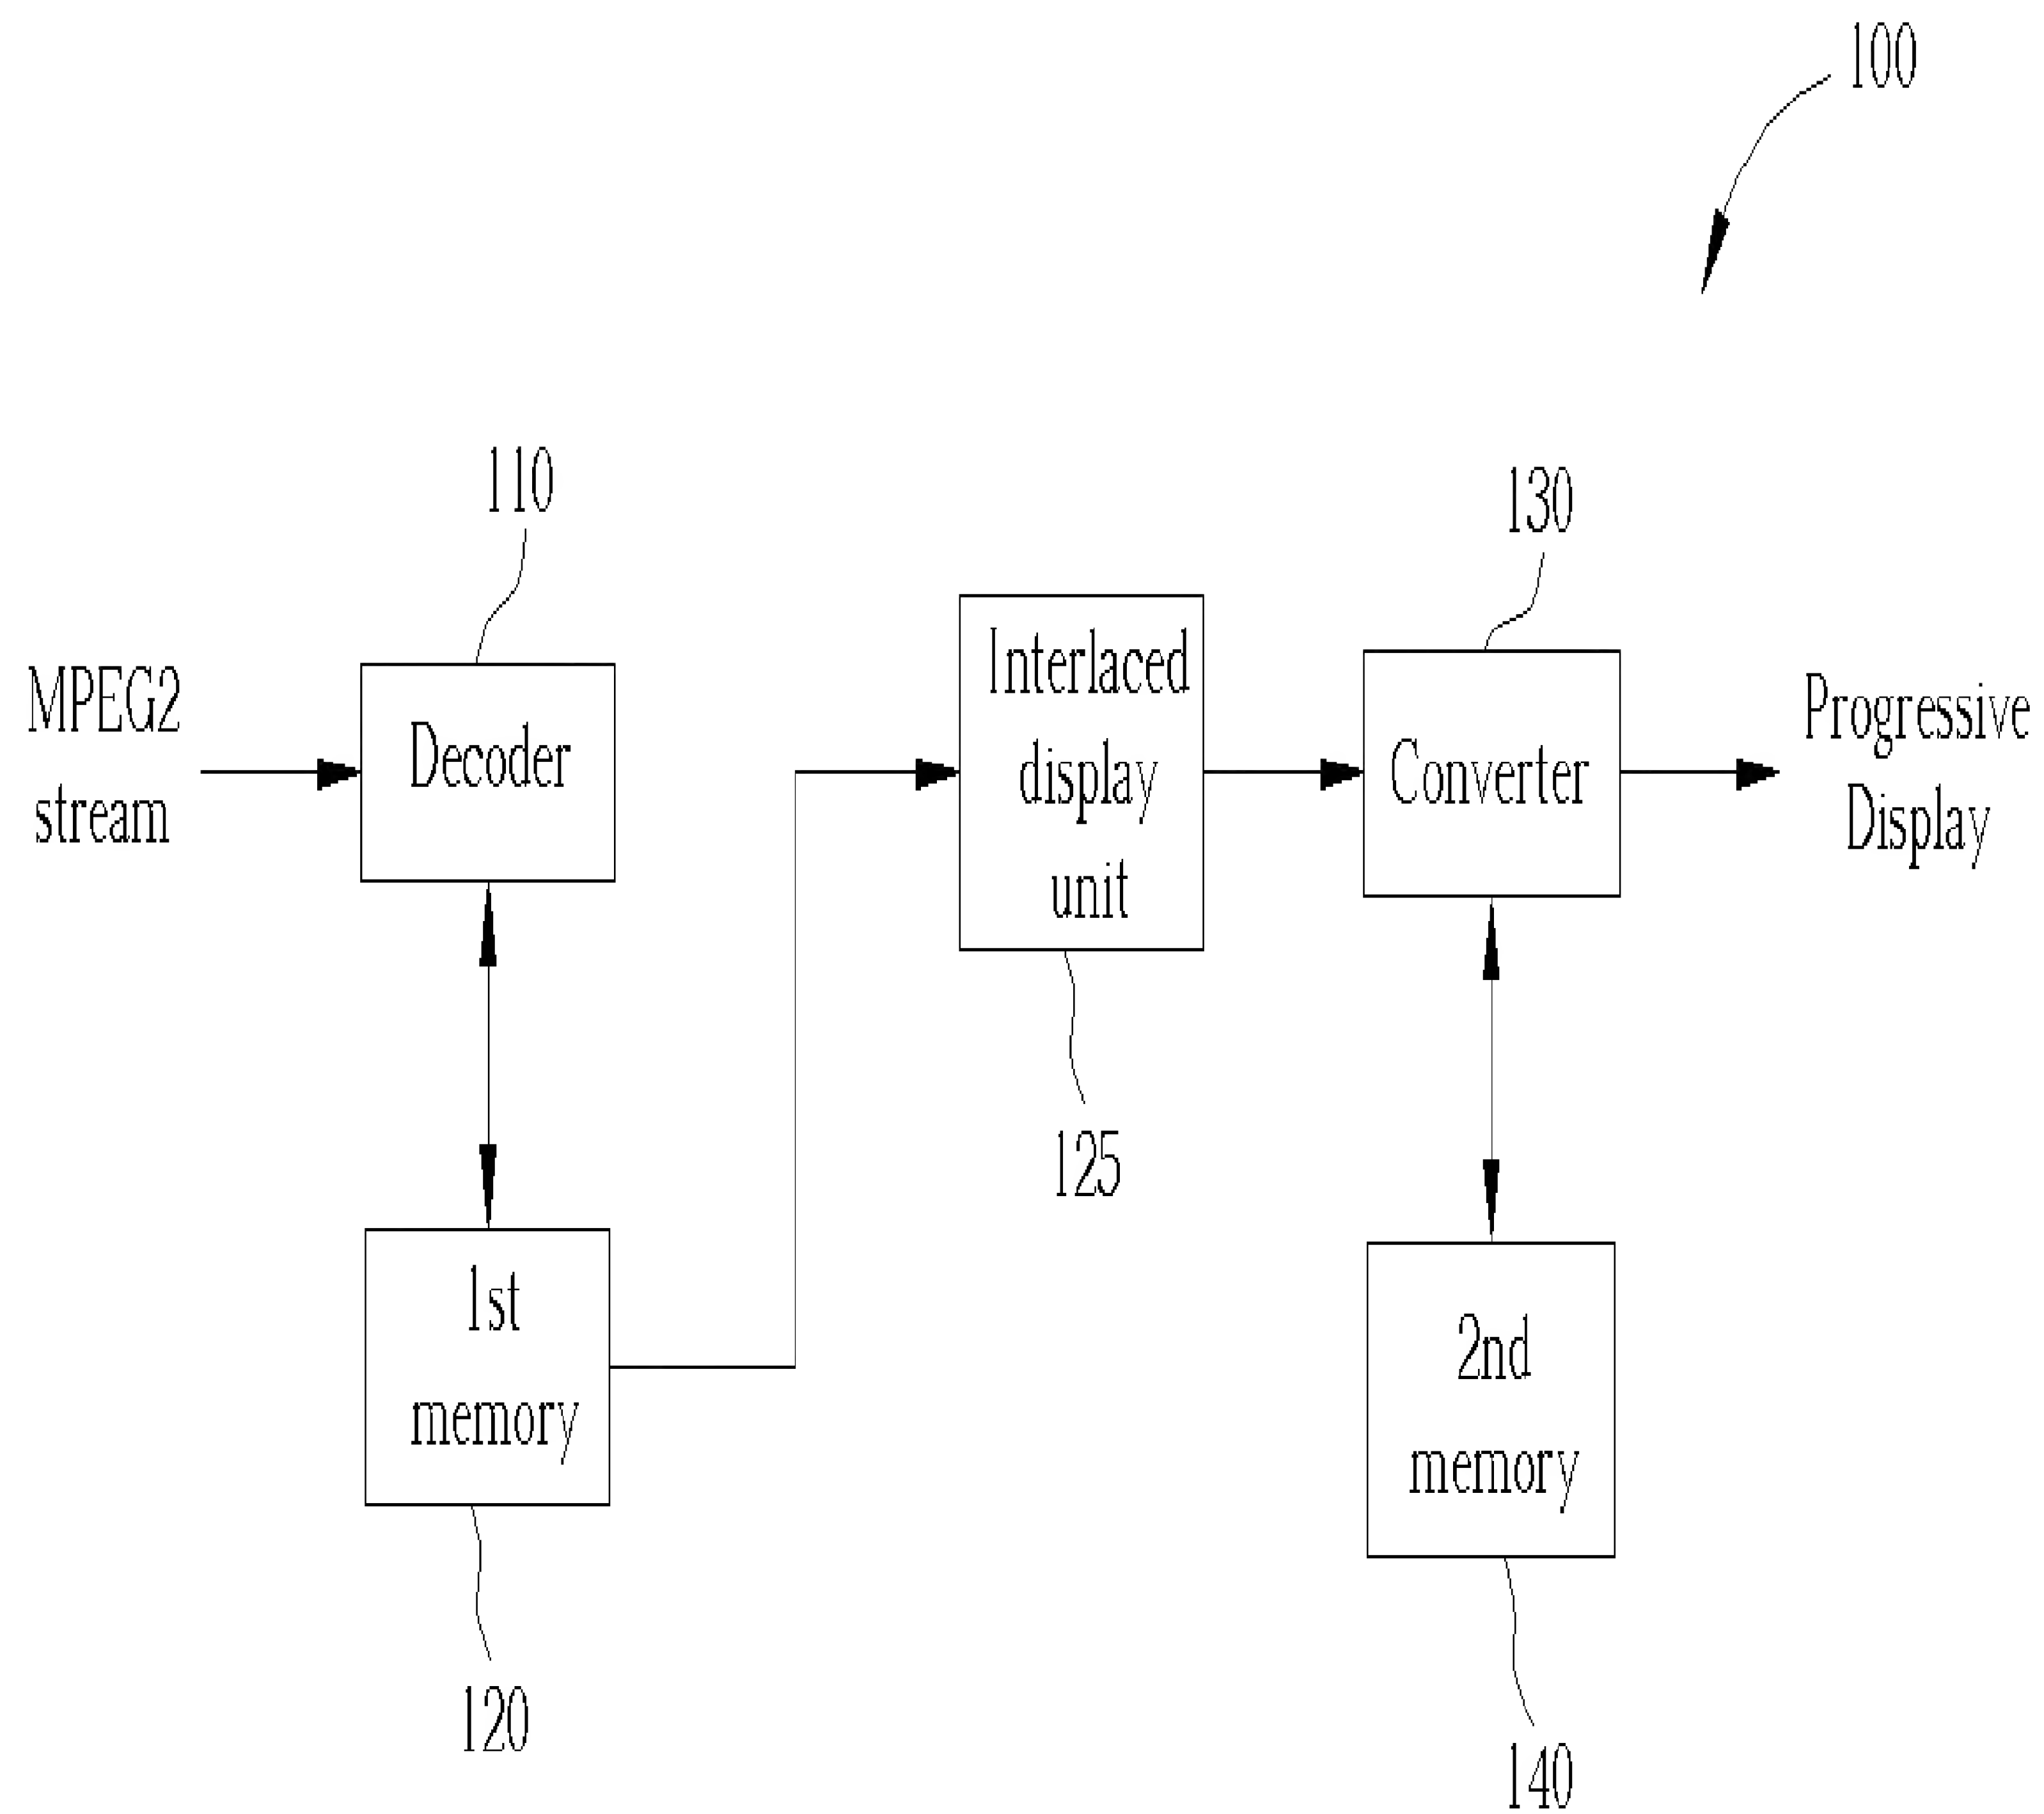 100
110
130
MPEG2
stream
Decoder
Interlaced
display
unit
Converter
Progressive
Display
125
1st
memory
2nd
memory
120
140